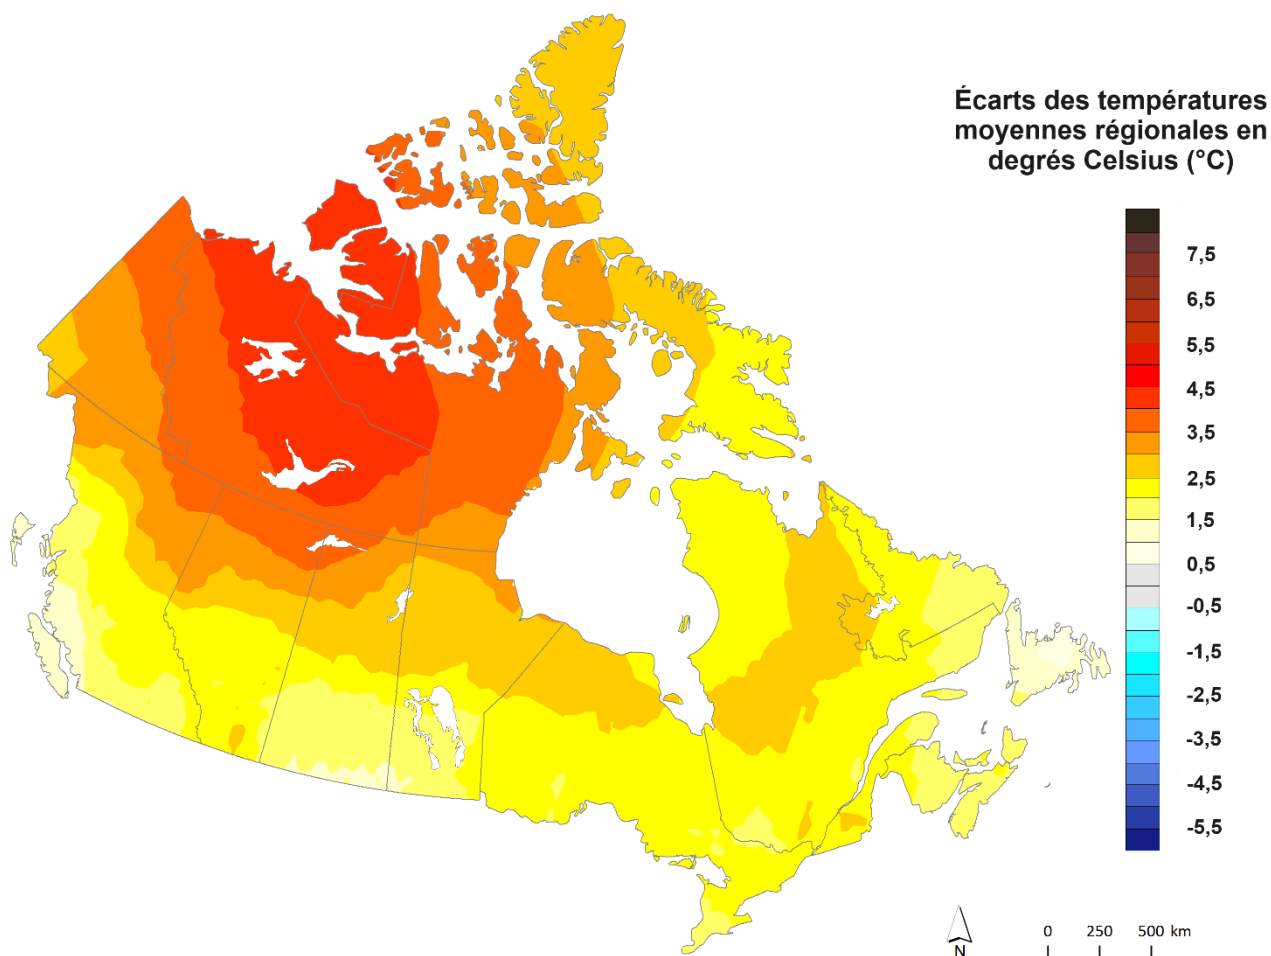 Écarts des températures
moyennes régionales en
degrés Celsius (°C)
7,5
6,5
5,5
4,5
3,5
2,5
1,5
0,5
-0,5
-1,5
-2,5
-3,5
-4,5
-5,5
N
0 250 500 km